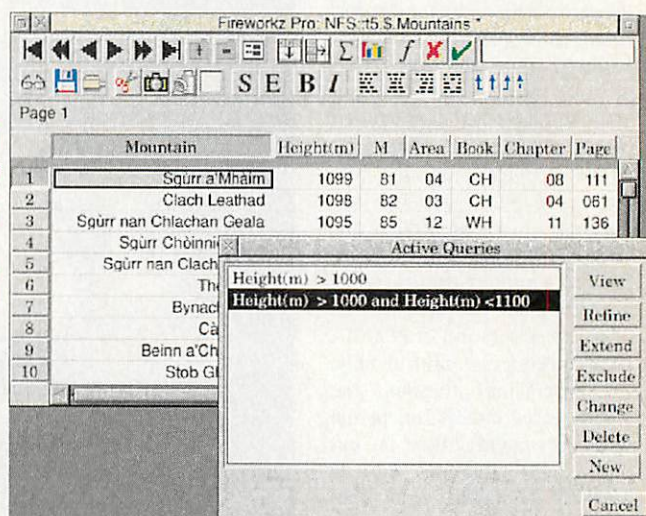 Fireworkz Pro: NFS::t5.S.Mountains *
S E B I
Page 1
Mountain Height(m) M Area Book Chapter Page
1 Sgùrr a'Mhàim 1099 81 04 CH 08 111
2 Clach Leathad 1098 82 03 CH 04 061
3 Sgùrr nan Chlachan Geala 1095 85 12 WH 11 136
4 Sgùrr Chòinni
5 Sgùrr nan Clach
6 Th
7 Bynac
8 Cà
9 Beinn a'Ch
10 Stob G
Active Queries
Height(m) > 1000
Height(m) > 1000 and Height(m) <1100
View
Refine
Extend
Exclude
Change
Delete
New
Cancel